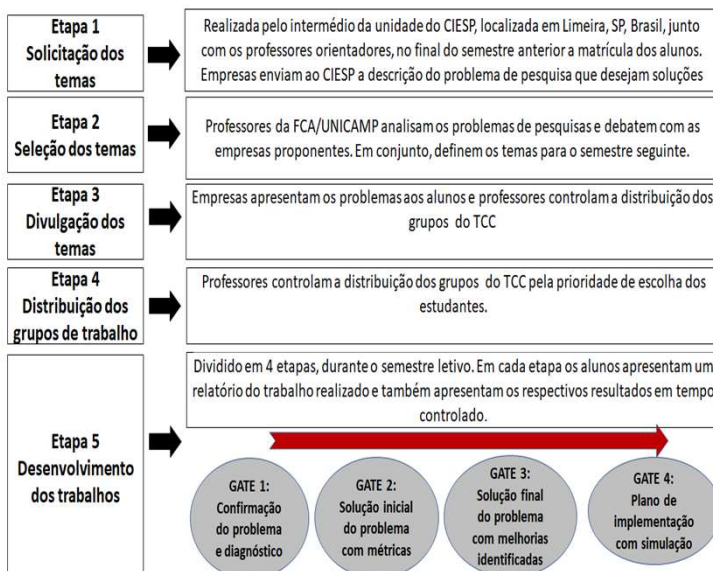 Etapa 1
Solicitação dos
temas
Realizada pelo intermédio da unidade do CIESP, localizada em Limeira, SP, Brasil, junto
com os professores orientadores, no final do semestre anterior a matrícula dos alunos.
Empresas enviam ao CIESP a descrição do problema de pesquisa que desejam soluções
Etapa 2
Seleção dos temas
Professores da FCA/UNICAMP analisam os problemas de pesquisas e debatem com as
empresas proponentes. Em conjunto, definem os temas para o semestre seguinte.
Etapa 3
Divulgação dos
temas
Empresas apresentam os problemas aos alunos e professores controlam a distribuição dos
grupos do TCC
Etapa 4
Distribuição dos
grupos de trabalho
Professores controlam a distribuição dos grupos do TCC pela prioridade de escolha dos
estudantes.
Etapa 5
Desenvolvimento
dos trabalhos
Dividido em 4 etapas, durante o semestre letivo. Em cada etapa os alunos apresentam um
relatório do trabalho realizado e também apresentam os respectivos resultados em tempo
controlado.
GATE 1:
Confirmação
do problema
e diagnóstico
GATE 2:
Solução inicial
do problema
com métricas
GATE 3:
Solução final
do problema
com melhorias
identificadas
GATE 4:
Plano de
implementação
com simulação